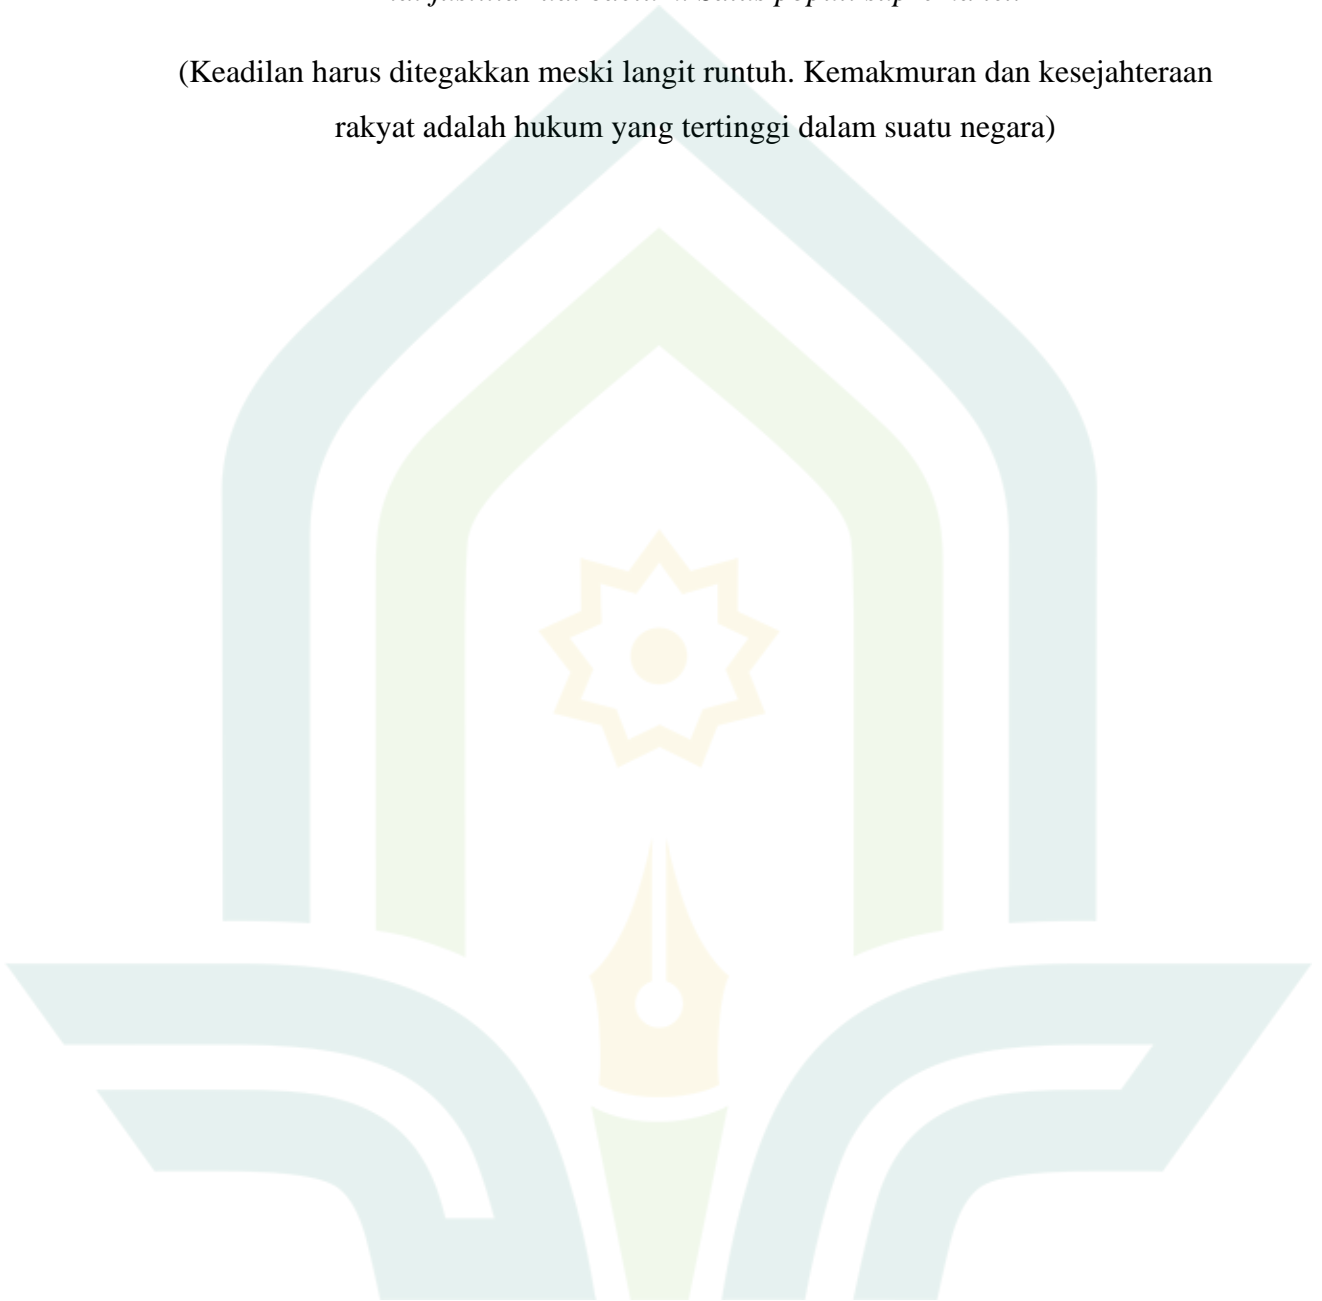 (Keadilan harus ditegakkan meski langit runtuh. Kemakmuran dan kesejahteraan
rakyat adalah hukum yang tertinggi dalam suatu negara)